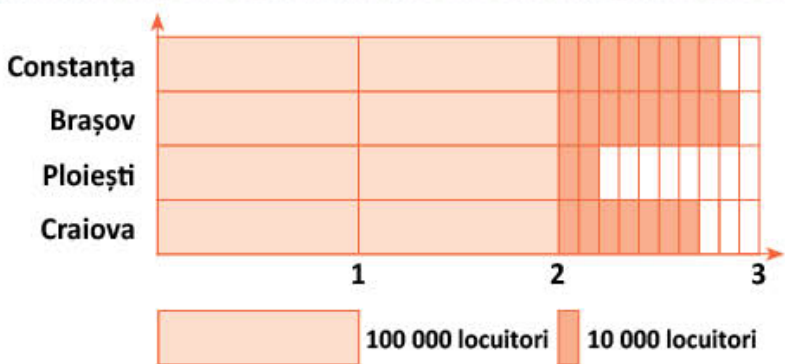 Constanța
Brașov
Ploiești
Craiova
1 2 3
100 000 locuitori 10 000 locuitori